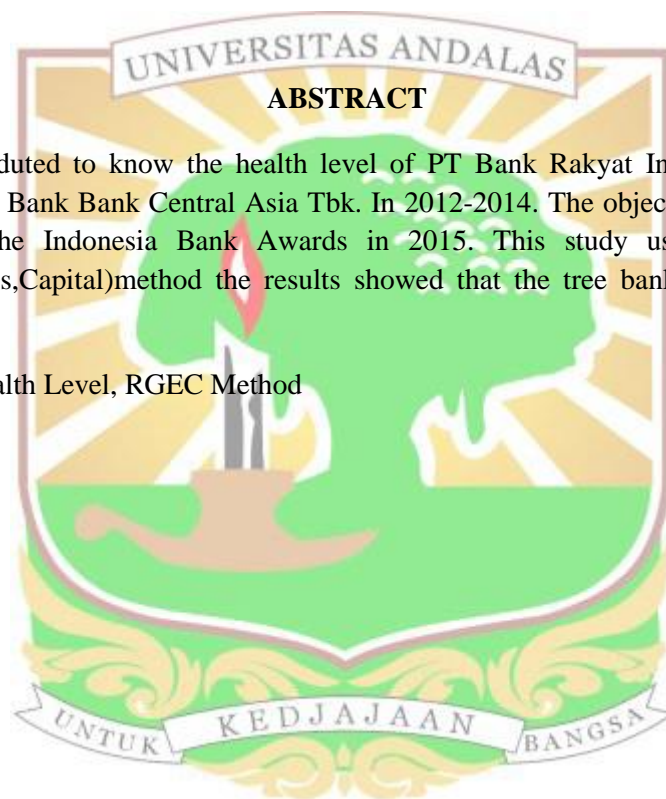 UNIVERSITAS ANDALAS
ABSTRACT
duted to know the health level of PT Bank Rakyat In
Bank Bank Central Asia Tbk. In 2012-2014. The objec
he Indonesia Bank Awards in 2015. This study us
s,Capital)method the results showed that the tree bank
alth Level, RGEC Method
UNTUK KEDJAJAAN BANGSA